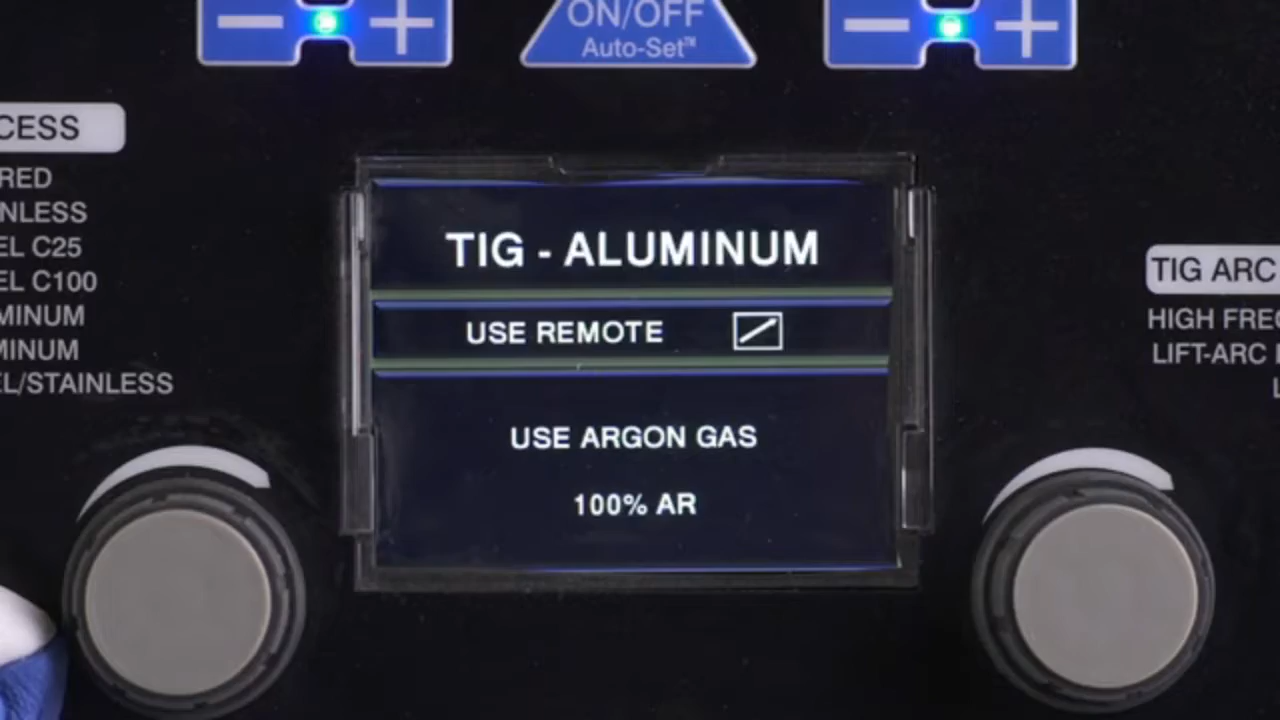 ON/OFF
Auto-Set™
CESS
RED
NLESS
EL C25
EL C100
MINUM
MINUM
EL/STAINLESS
TIG - ALUMINUM
USE REMOTE
USE ARGON GAS
100% AR
TIG ARC
HIGH FREQ
LIFT-ARC
L